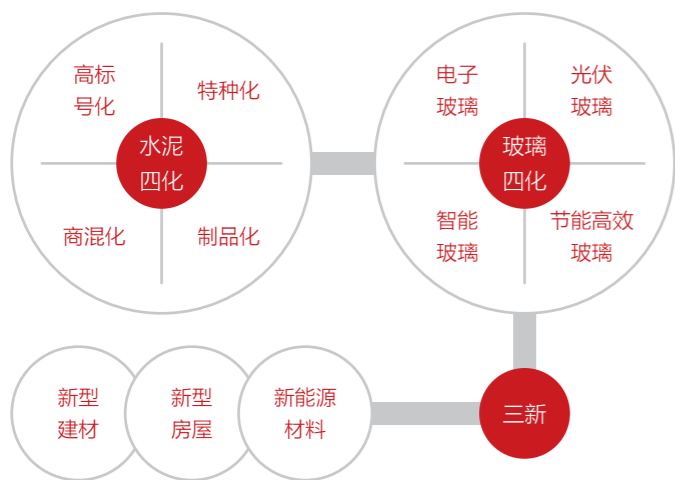 高标
号化
特种化
水泥
四化
商混化
制品化
电子
玻璃
光伏
玻璃
玻璃
四化
智能
玻璃
节能高效
玻璃
新型
建材
新型
房屋
新能源
材料
三新